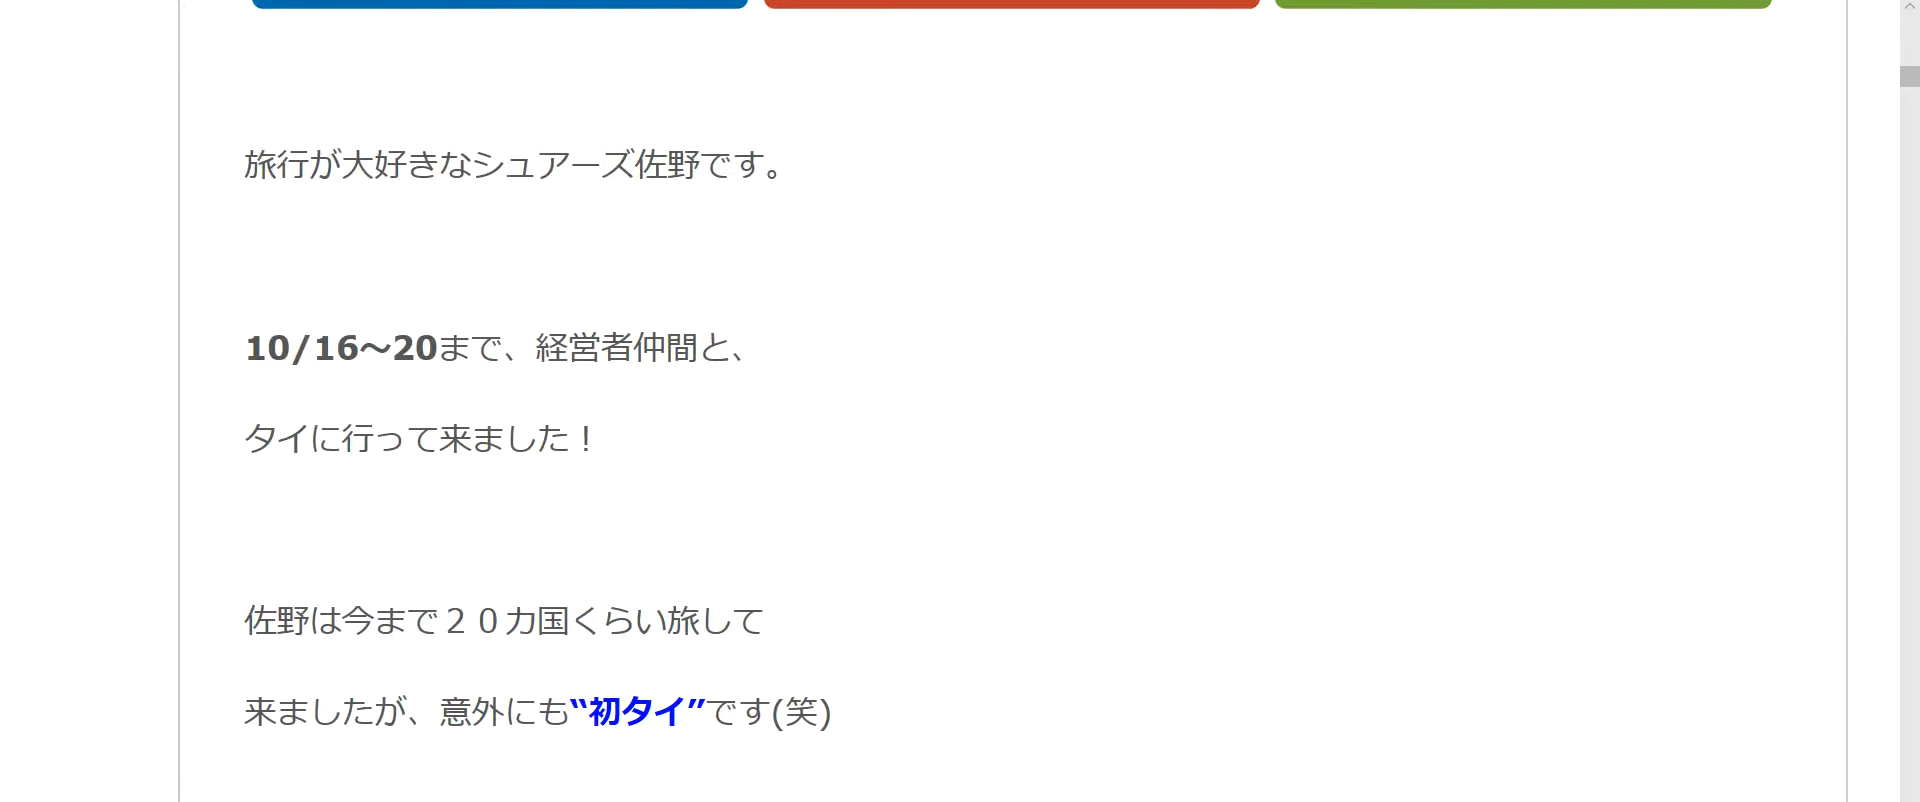 旅行が大好きなシュアーズ佐野です。
10/16～20まで、経営者仲間と、
タイに行って来ました！
佐野は今まで２０カ国くらい旅して
来ましたが、意外にも“初タイ”です(笑)